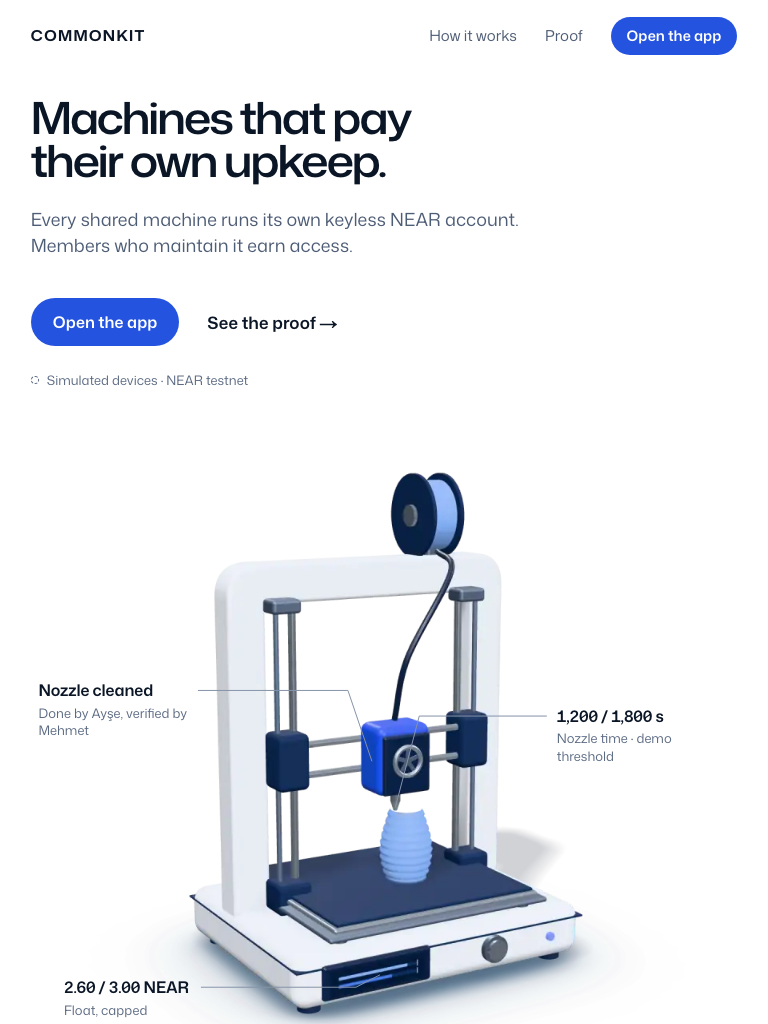 COMMONKIT
How it works
Proof
Open the app
Machines that pay
their own upkeep.
Every shared machine runs its own keyless NEAR account.
Members who maintain it earn access.
Open the app
See the proof →
Simulated devices · NEAR testnet
Nozzle cleaned
Done by Ayşe, verified by
Mehmet
1,200 / 1,800 s
Nozzle time · demo
threshold
2.60 / 3.00 NEAR
Float, capped